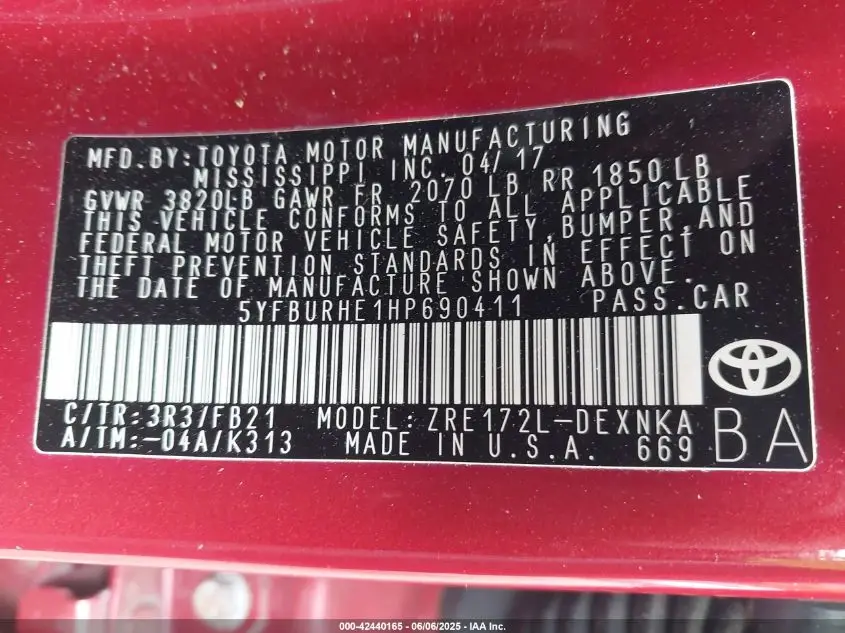 MFD.BY:TOYOTA MOTOR MANUFACTURING
MISSISSIPPI INC. 04/17
GVWR 3820LB GAWR FR 2070 LB RR 1850 LB
THIS VEHICLE CONFORMS TO ALL APPLICABLE
FEDERAL MOTOR VEHICLE SAFETY,BUMPER,AND
THEFT PREVENTION STANDARDS IN EFFECT ON
THE DATE OF MANUFACTURE SHOWN ABOVE.
5YFBURHE1HP690411 PASS.CAR
C/TR:3R3/FB21 MODEL:ZRE172L-DEXNKA
A/TM:-04A/K313 MADE IN U.S.A. 669
BA
000-42440165 - 06/06/2025 - IAA Inc.